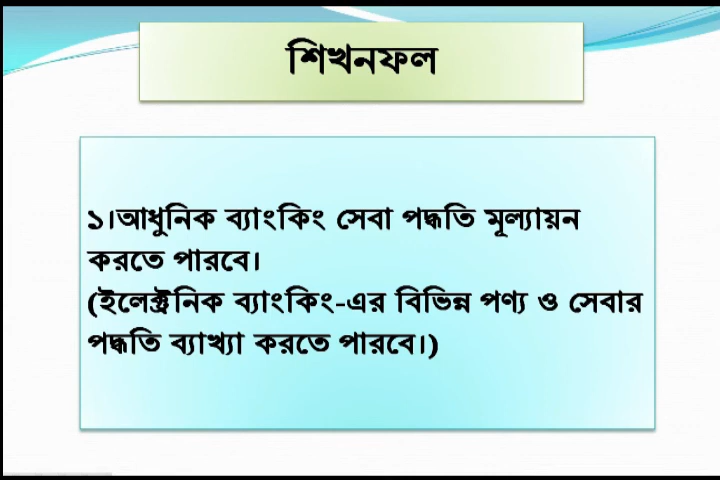 শিখনফল
১।আধুনিক ব্যাংকিং সেবা পদ্ধতি মূল্যায়ন
করতে পারবে।
(ইলেক্ট্রনিক ব্যাংকিং-এর বিভিন্ন পণ্য ও সেবার
পদ্ধতি ব্যাখ্যা করতে পারবে।)